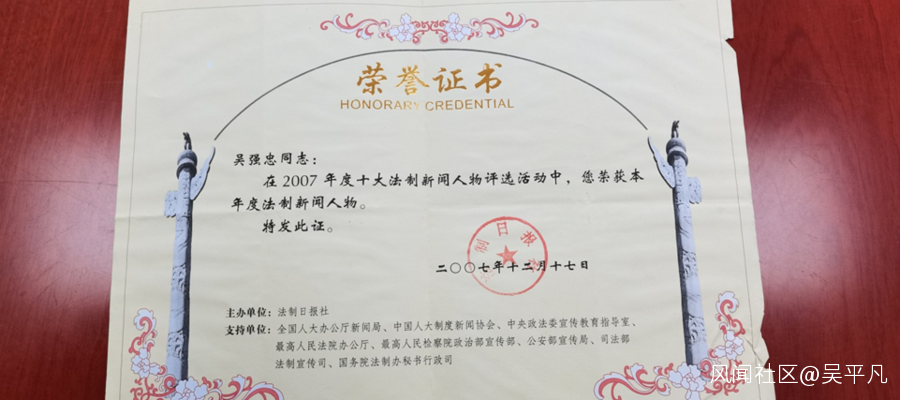 荣誉证书
HONORARY CREDENTIAL
吴强忠同志：
在2007年度十大法制新闻人物评选活动中，您荣获本
年度法制新闻人物。
特发此证。
制日报
二〇〇七年十二月十七日
主办单位：法制日报社
支持单位：全国人大办公厅新闻局、中国人大制度新闻协会、中央政法委宣传教育指导室、
最高人民法院办公厅、最高人民检察院政治部宣传部、公安部宣传局、司法部
法制宣传司、国务院法制办秘书行政司
风闻社区@吴平凡